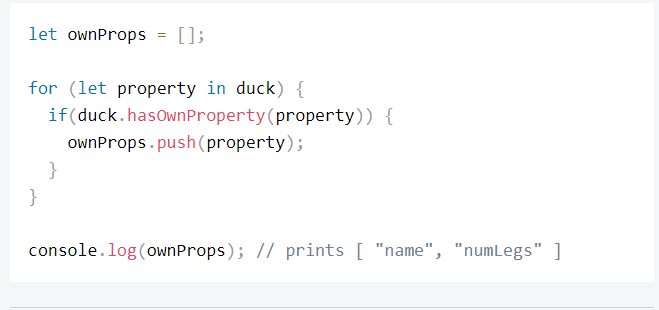 let ownProps = [];
for (let property in duck) {
if(duck.hasOwnProperty(property)) {
ownProps.push(property);
}
}
console.log(ownProps); // prints [ "name", "numLegs" ]